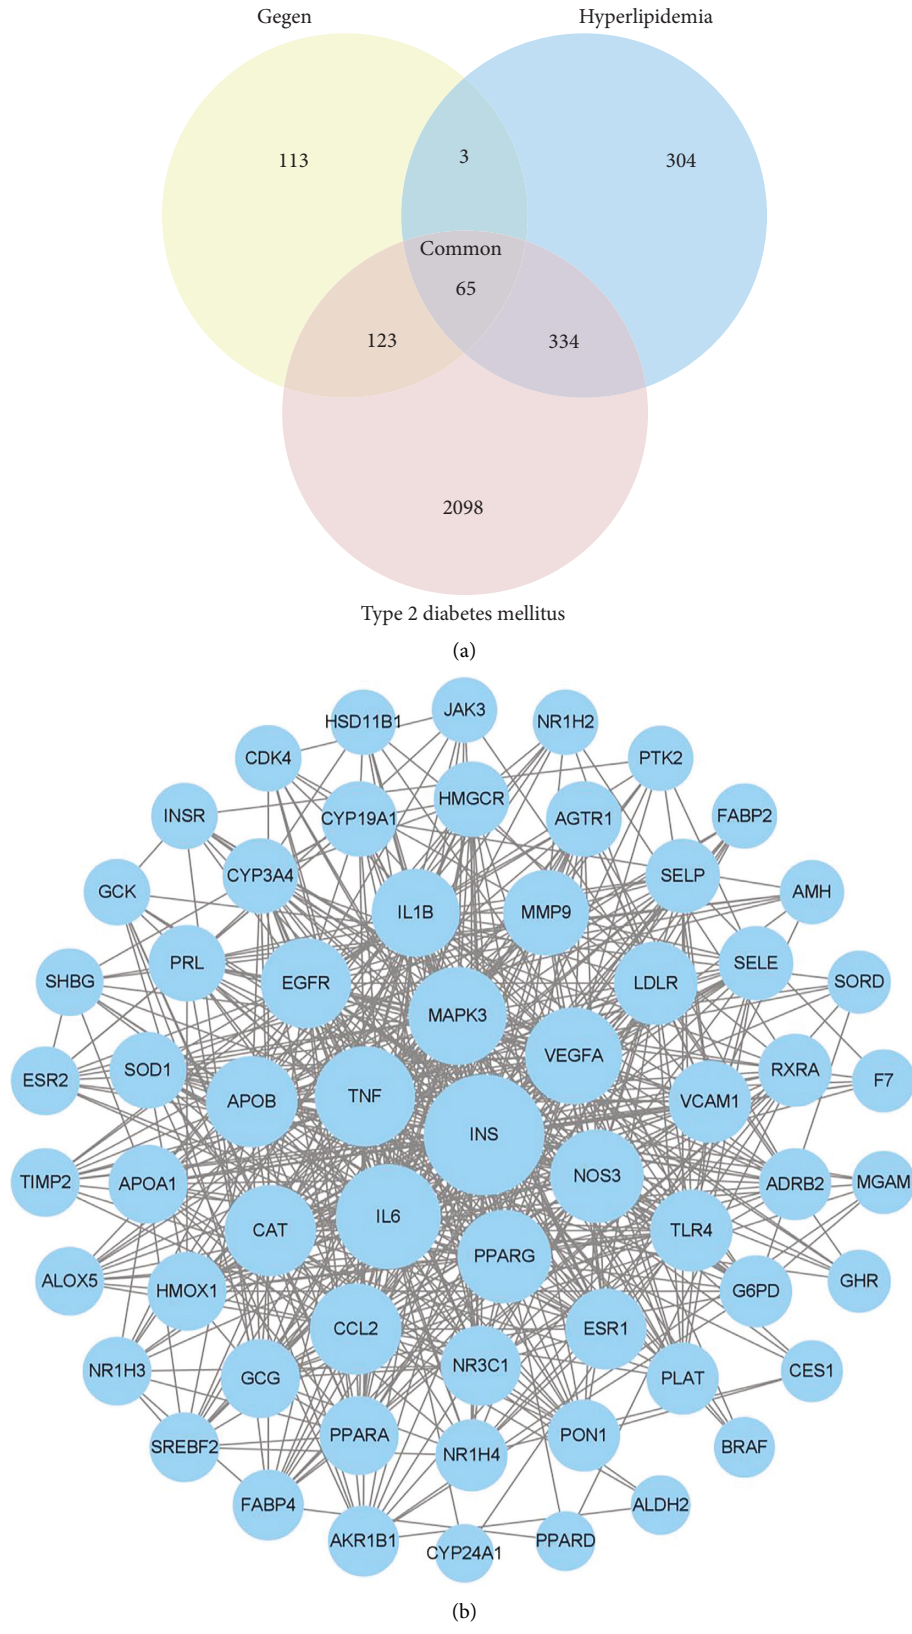 Gegen Hyperlipidemia
113 3 304
Common
65
123 334
2098
Type 2 diabetes mellitus
(a)
HSD11B1 JAK3 NR1H2
CDK4 PTK2
INSR CYP19A1 HMGCR AGTR1 FABP2
GCK CYP3A4 IL1B MMP9 SELP AMH
SHBG PRL EGFR MAPK3 LDLR SELE SORD
ESR2 SOD1 APOB TNF VEGFA VCAM1 RXRA F7
INS
TIMP2 APOA1 CAT IL6 NOS3 TLR4 ADRB2 MGAM
ALOX5 HMOX1 PPARG G6PD GHR
NR1H3 GCG CCL2 NR3C1 ESR1 PLAT CES1
SREBF2 PPARA NR1H4 PON1 BRAF
FABP4 AKR1B1 CYP24A1 PPARD ALDH2
(b)